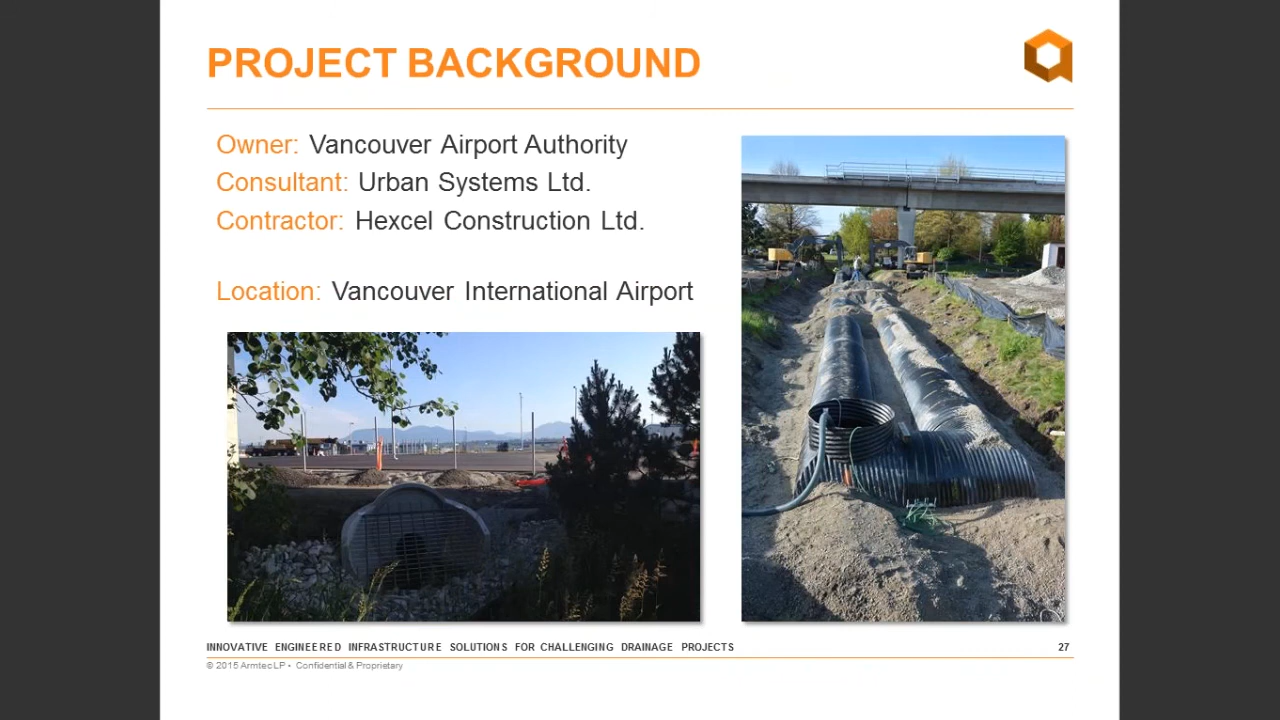 PROJECT BACKGROUND
Owner: Vancouver Airport Authority
Consultant: Urban Systems Ltd.
Contractor: Hexcel Construction Ltd.
Location: Vancouver International Airport
INNOVATIVE ENGINEERED INFRASTRUCTURE SOLUTIONS FOR CHALLENGING DRAINAGE PROJECTS 27
© 2015 Armtec LP • Confidential & Proprietary